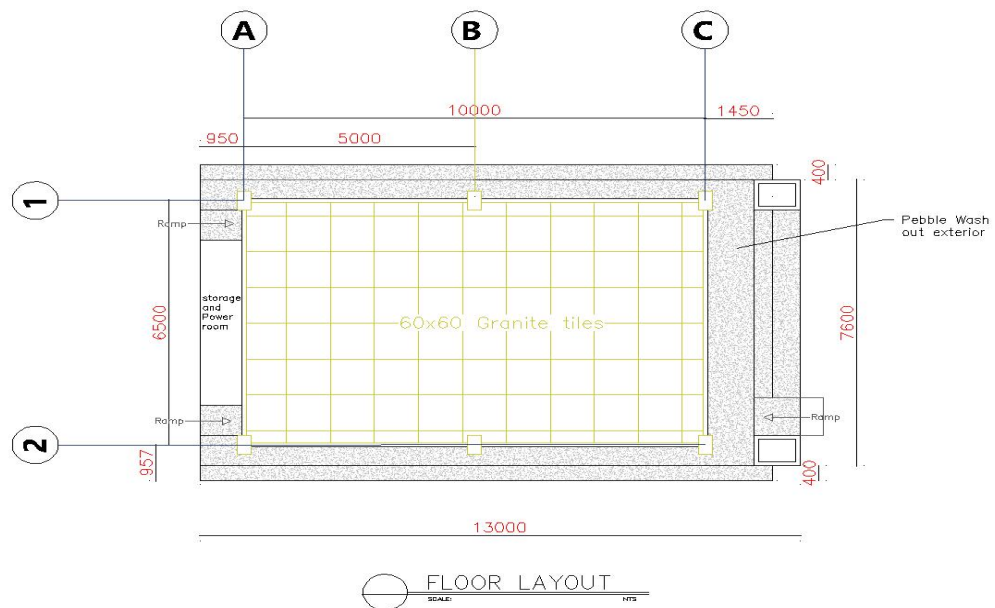 A
B
C
10000
1450
950
5000
400
1
Ramp
Pebble Wash
out exterior
storage
and
Power
room
6500
60x60 Granite tiles
7600
Ramp
Ramp
2
957
400
13000
FLOOR LAYOUT
SCALE:
NTS